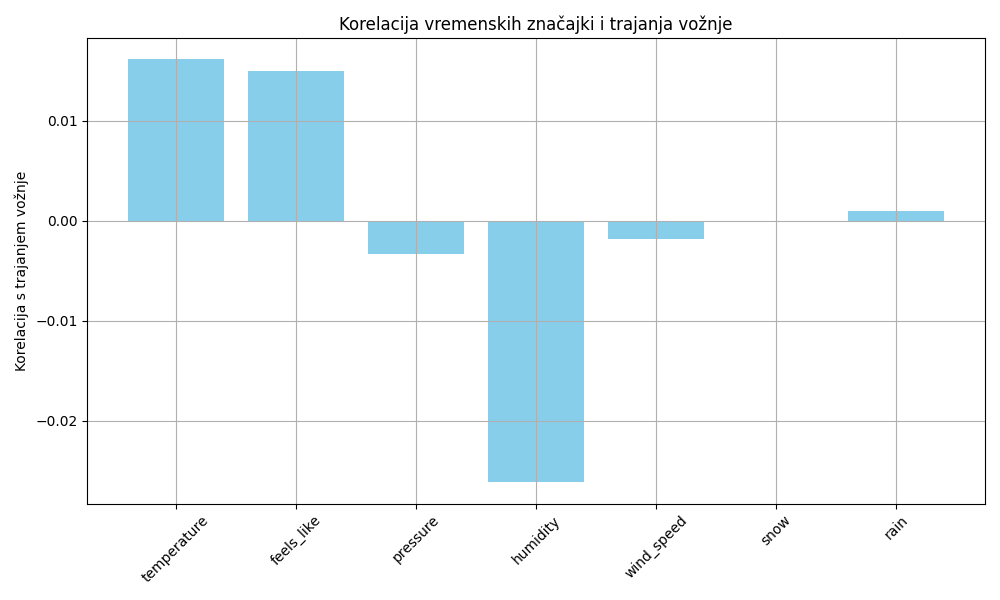 Korelacija vremenskih značajki i trajanja vožnje
Korelacija s trajanjem vožnje
0.01
0.00
−0.01
−0.02
temperature
feels_like
pressure
humidity
wind_speed
snow
rain